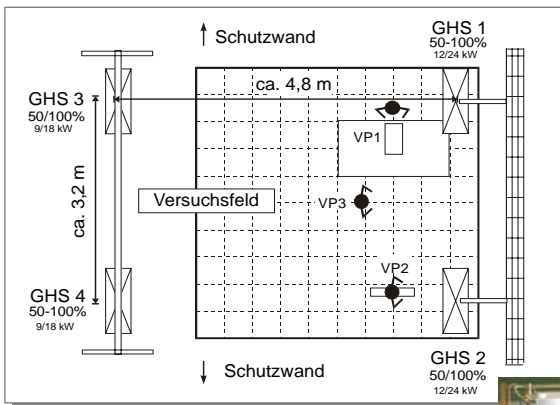 Schutzwand
GHS 1
50-100%
12/24 kW
ca. 4,8 m
GHS 3
50/100%
9/18 kW
VP1
ca. 3,2 m
Versuchsfeld
VP3
VP2
GHS 4
50-100%
9/18 kW
Schutzwand
GHS 2
50/100%
12/24 kW